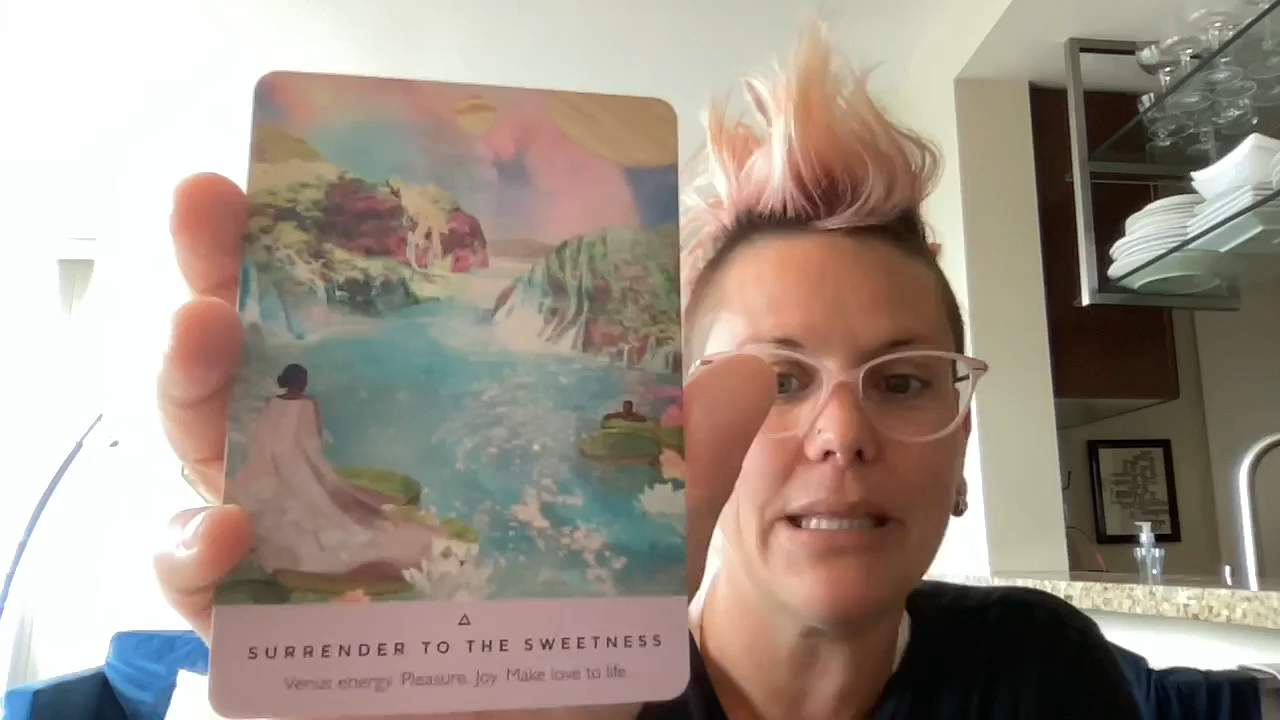 SURRENDER TO THE SWEETNESS
Venus energy. Pleasure. Joy. Make love to life.